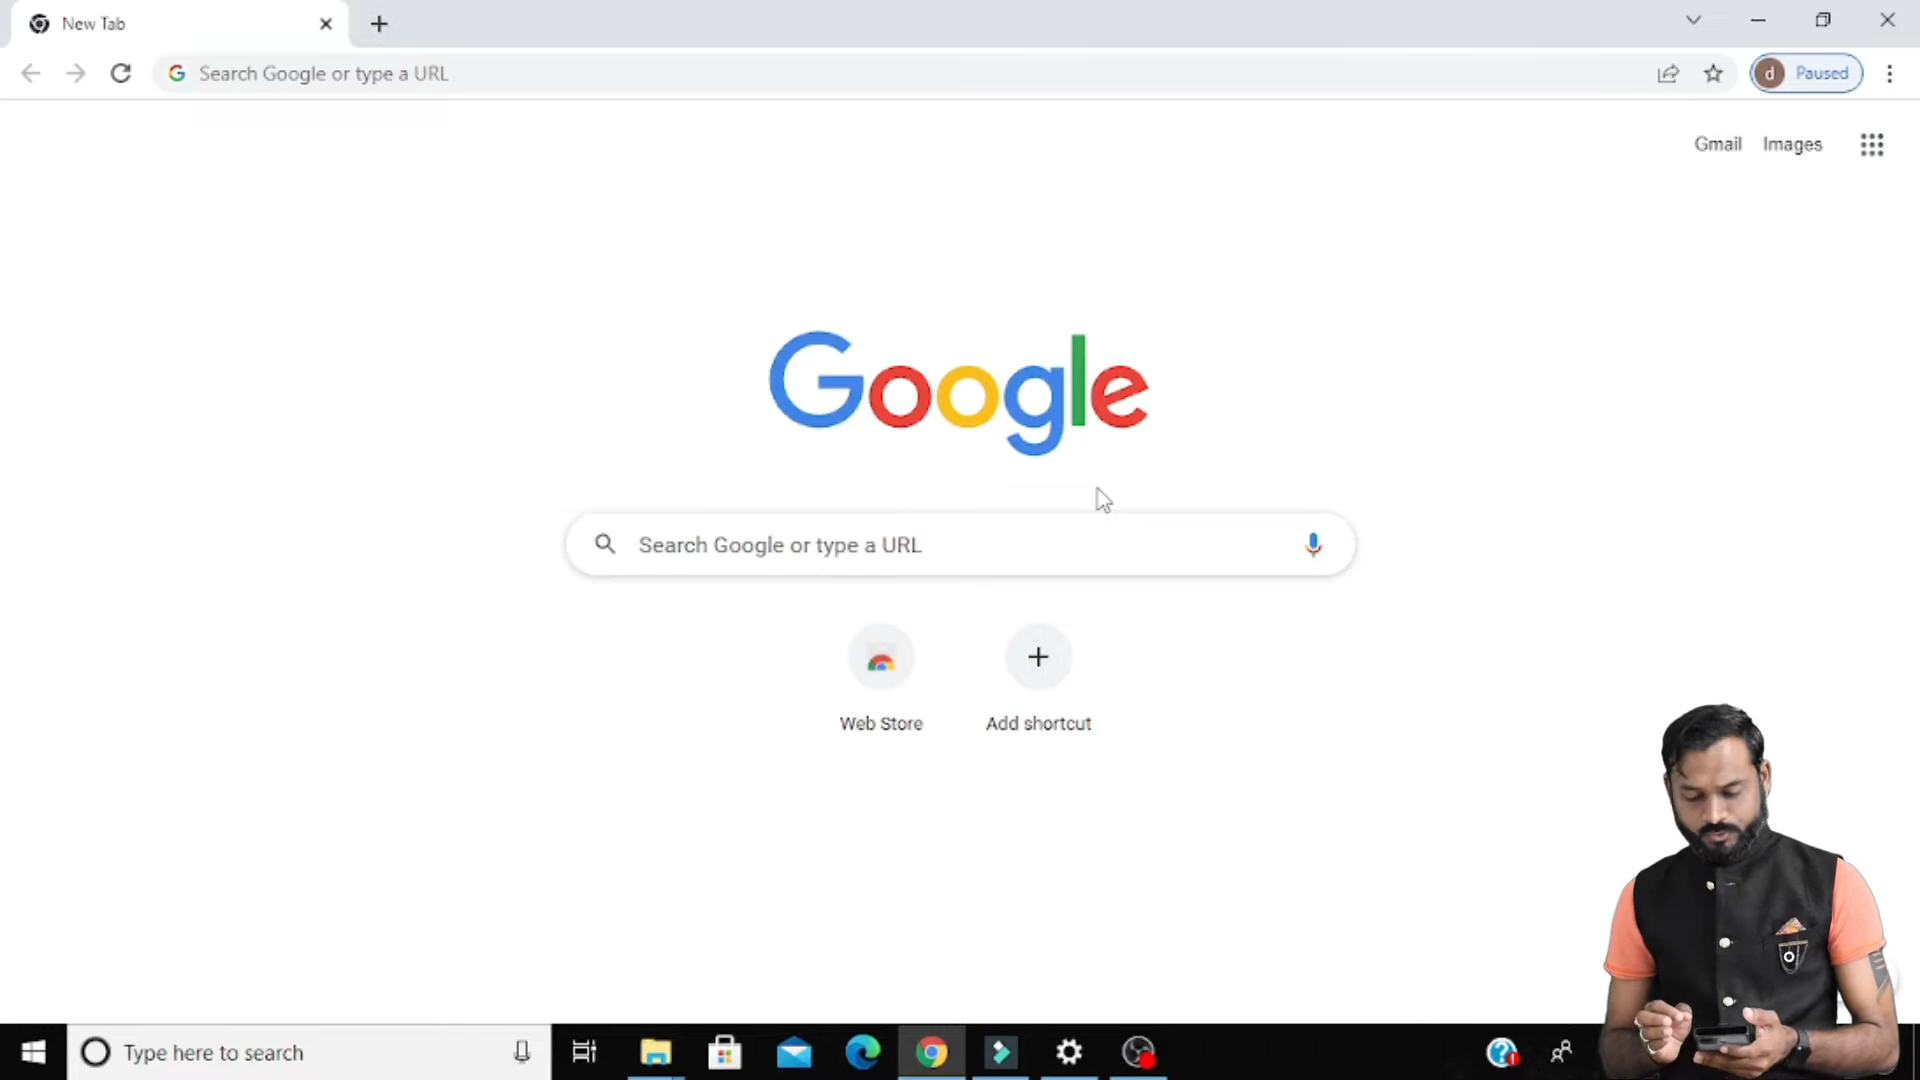 New Tab
Search Google or type a URL
d Paused
Gmail Images
Google
Search Google or type a URL
Web Store Add shortcut
Type here to search